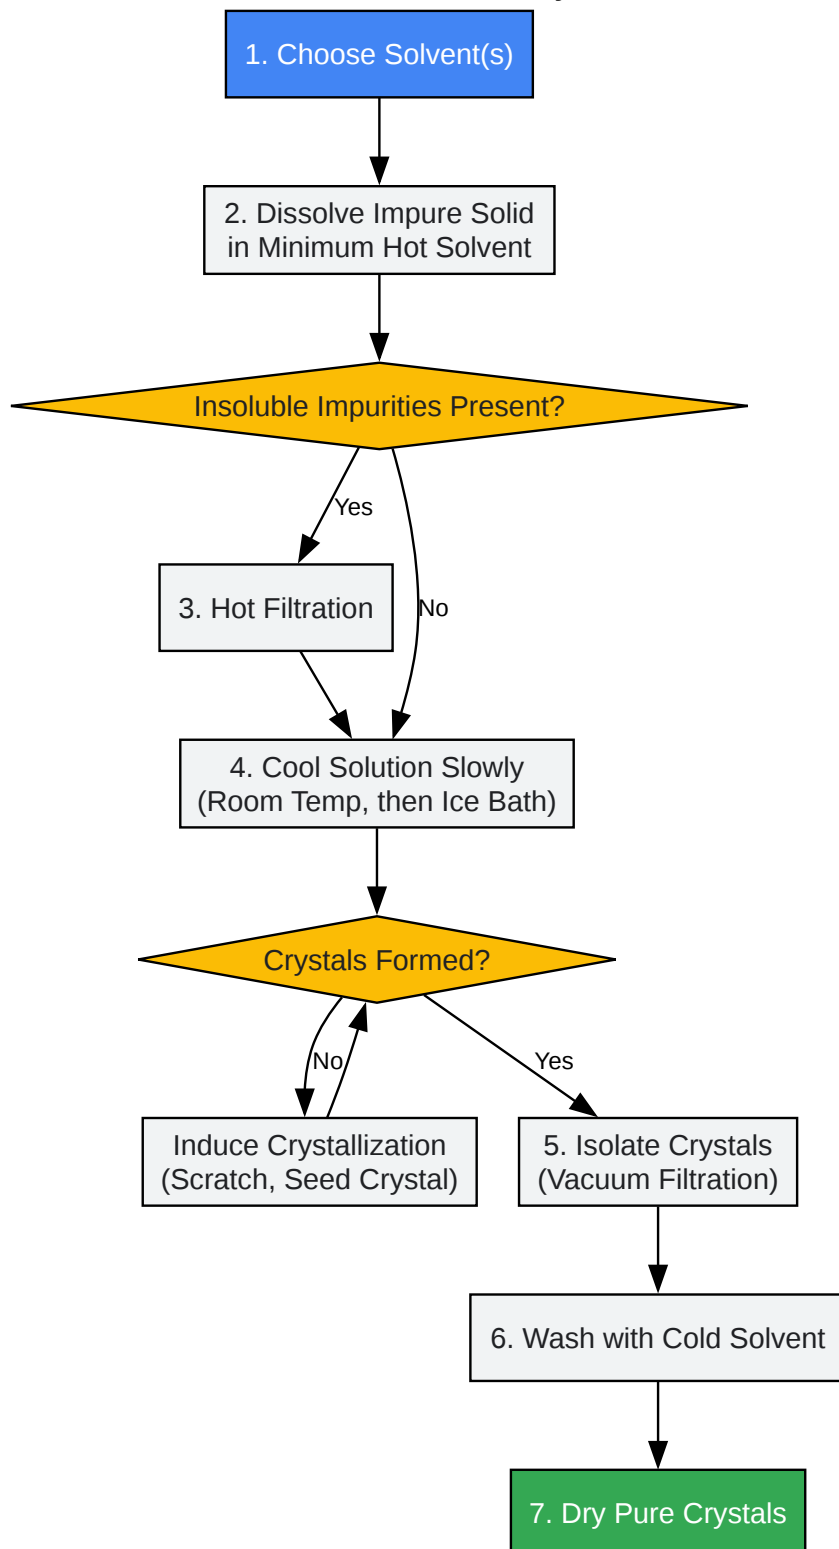 1. Choose Solvent(s)
2. Dissolve Impure Solid
in Minimum Hot Solvent
Insoluble Impurities Present?
Yes
No
3. Hot Filtration
4. Cool Solution Slowly
(Room Temp, then Ice Bath)
Crystals Formed?
No
Yes
Induce Crystallization
(Scratch, Seed Crystal)
5. Isolate Crystals
(Vacuum Filtration)
6. Wash with Cold Solvent
7. Dry Pure Crystals